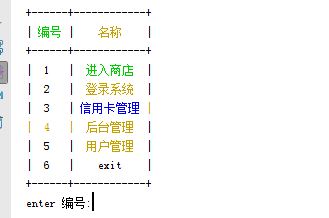 +------+-----------+
| 编号 | 名称 |
+------+-----------+
| 1 | 进入商店 |
| 2 | 登录系统 |
| 3 | 信用卡管理 |
| 4 | 后台管理 |
| 5 | 用户管理 |
| 6 | exit |
+------+-----------+
enter 编号: